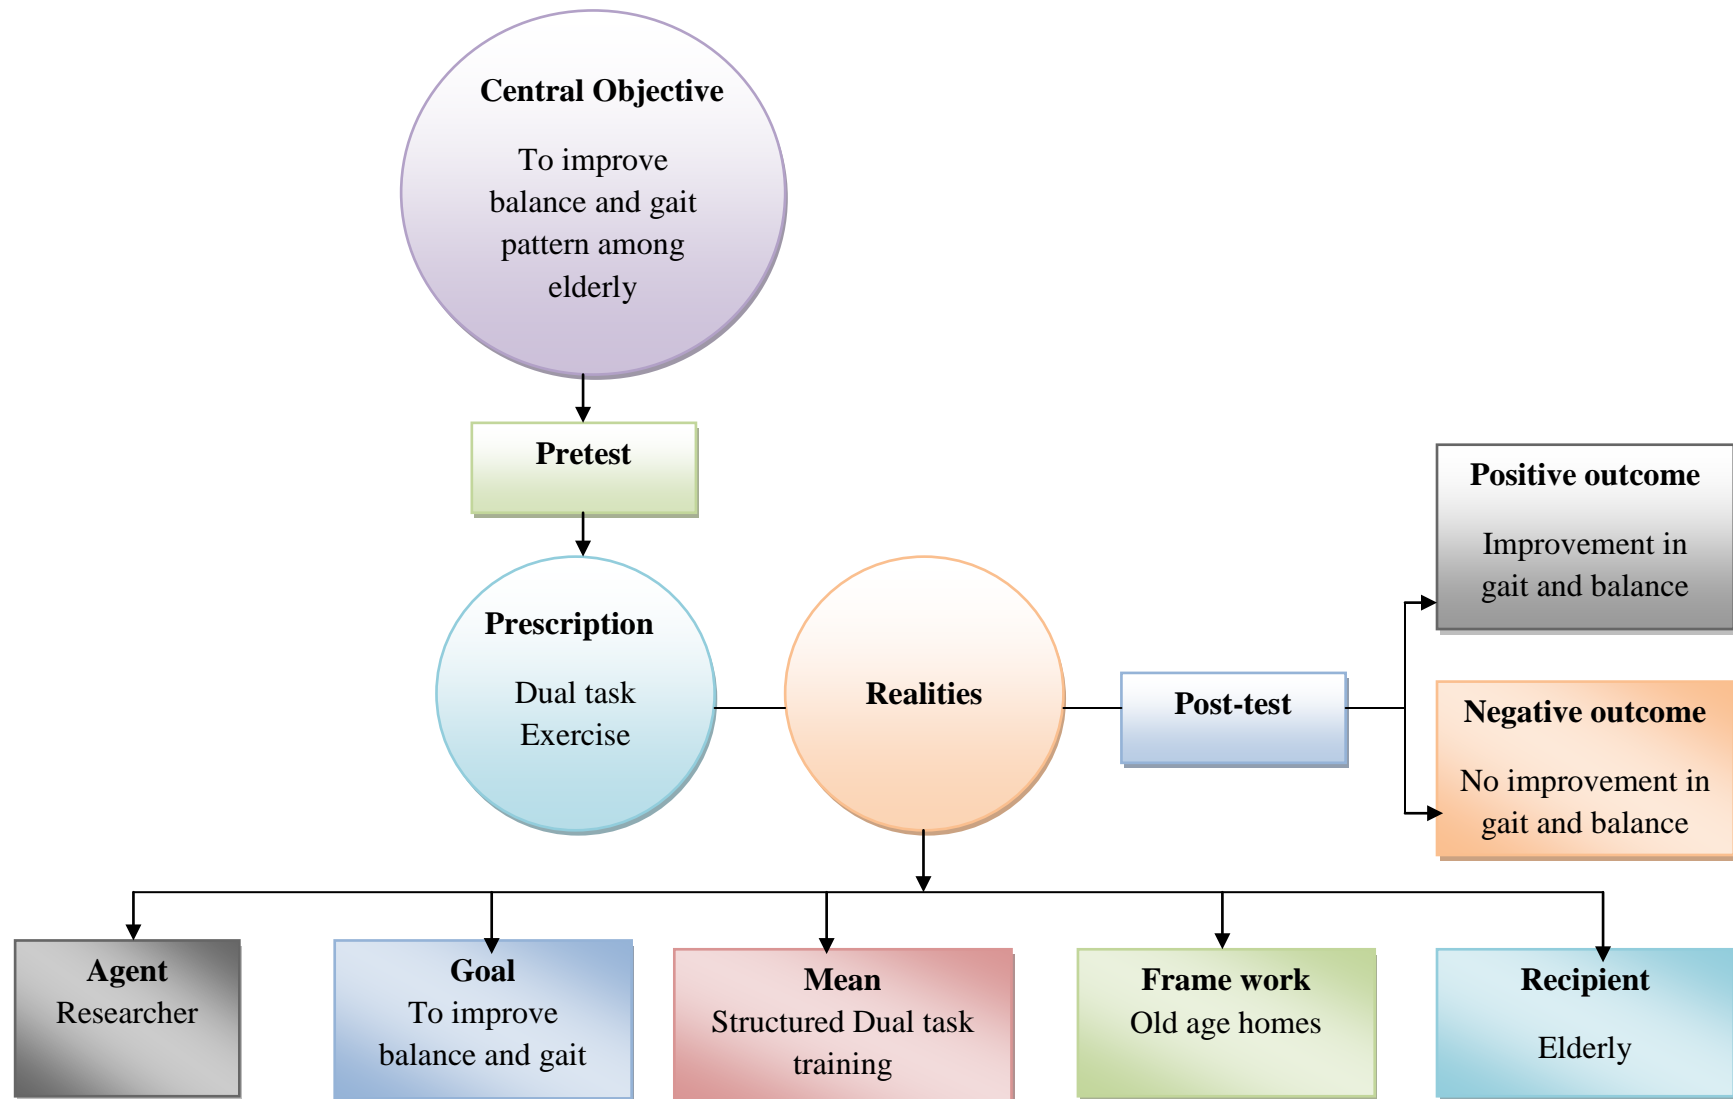 Central Objective
To improve
balance and gait
pattern among
elderly
Pretest
Prescription
Dual task
Exercise
Realities
Post-test
Positive outcome
Improvement in
gait and balance
Negative outcome
No improvement in
gait and balance
Agent
Researcher
Goal
To improve
balance and gait
Mean
Structured Dual task
training
Frame work
Old age homes
Recipient
Elderly